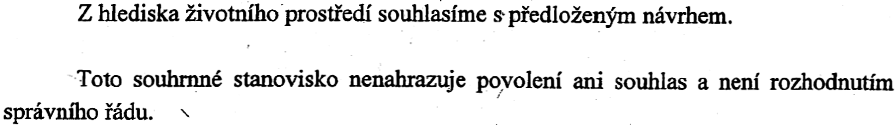 Z hlediska životního prostředí souhlasíme s předloženým návrhem.
Toto souhrnné stanovisko nenahrazuje povolení ani souhlas a není rozhodnutím
správního řádu.